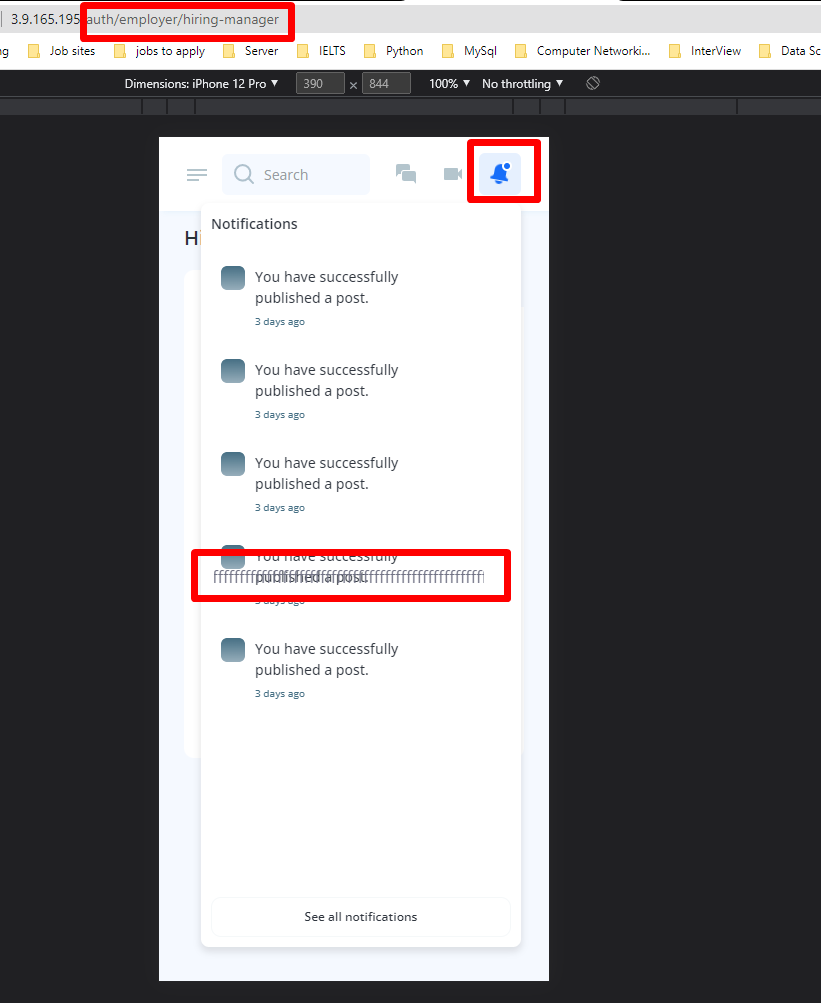 3.9.165.195 auth/employer/hiring-manager
ng Job sites jobs to apply Server IELTS Python MySql Computer Networki... InterView Data Sc
Dimensions: iPhone 12 Pro ▼ 390 × 844 100% ▼ No throttling ▼
Search
Notifications
Hi
You have successfully
published a post.
3 days ago
You have successfully
published a post.
3 days ago
You have successfully
published a post.
3 days ago
You have successfully
published a post.
3 days ago
You have successfully
published a post.
3 days ago
See all notifications